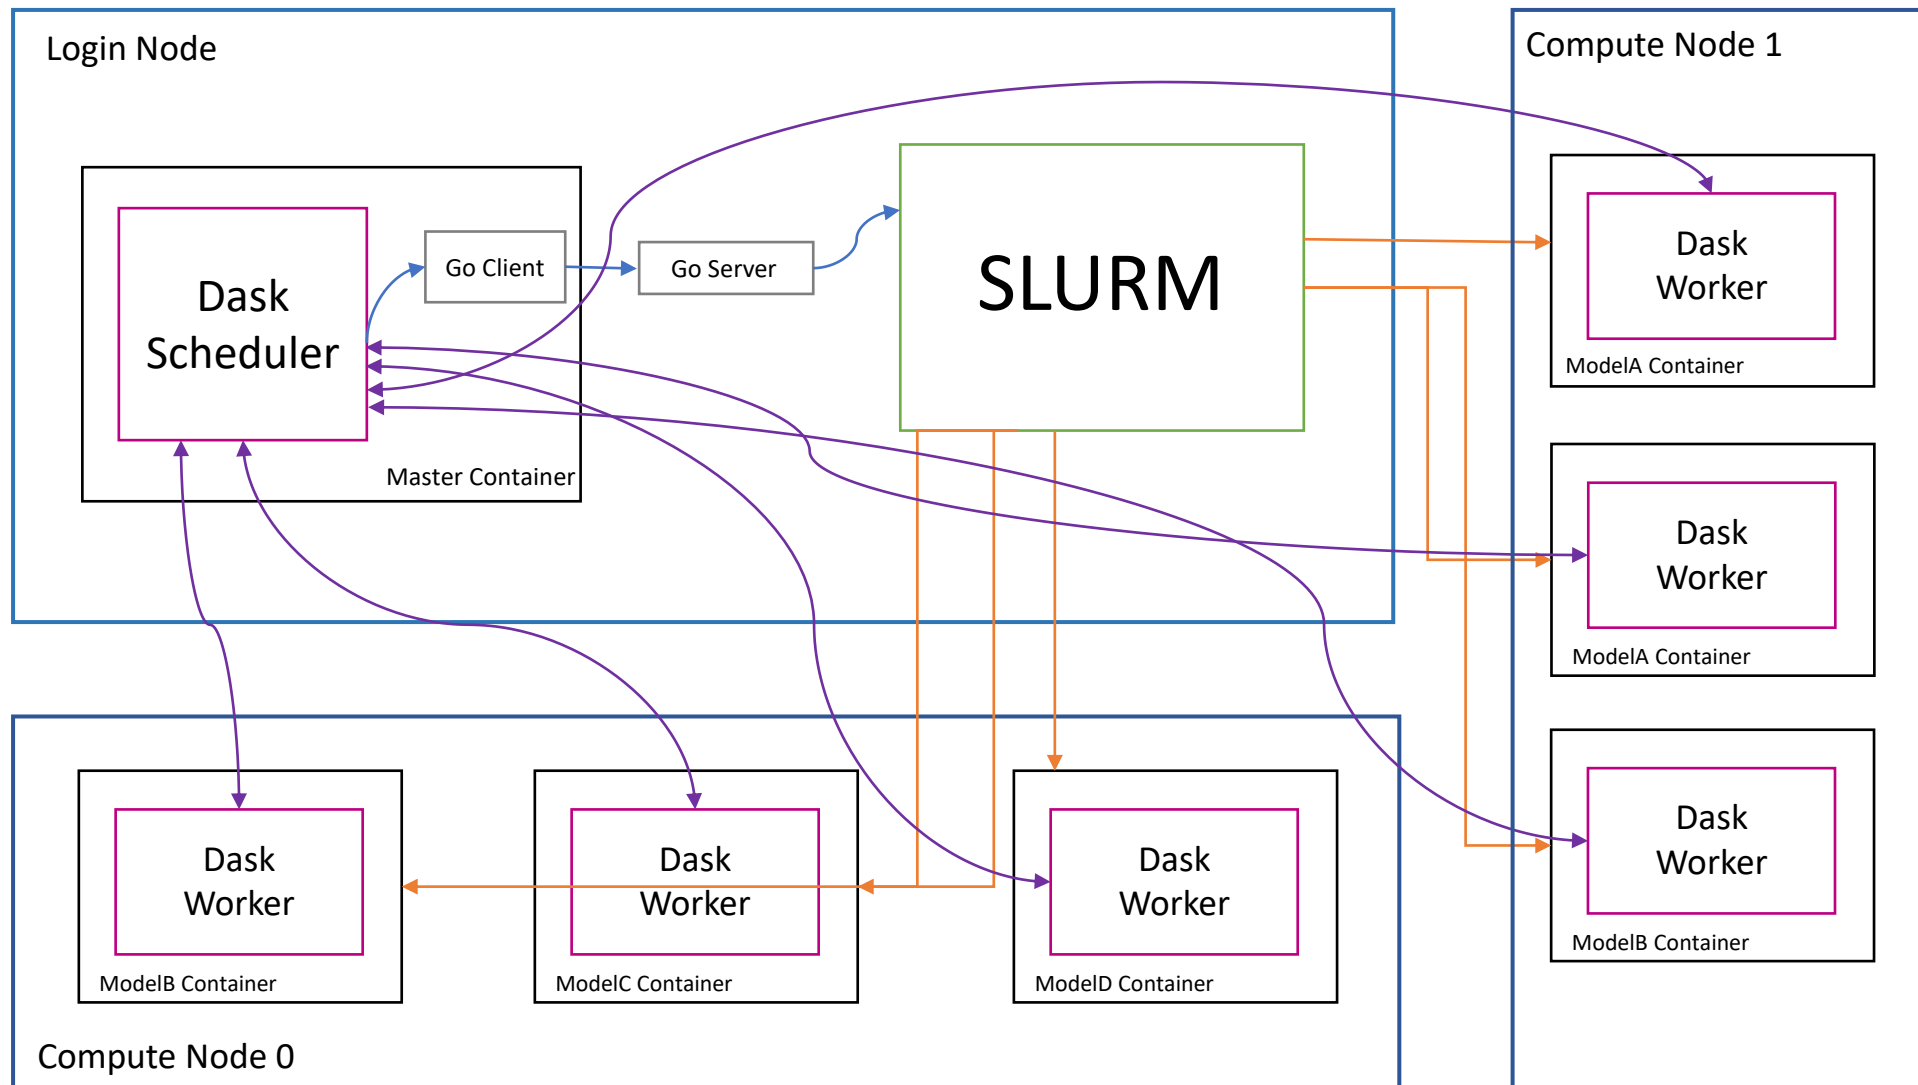 Login Node
Compute Node 1
Dask
Scheduler
Go Client
Go Server
SLURM
Master Container
Dask
Worker
ModelA Container
Dask
Worker
ModelA Container
Dask
Worker
ModelB Container
Dask
Worker
ModelB Container
Dask
Worker
ModelC Container
Dask
Worker
ModelD Container
Compute Node 0